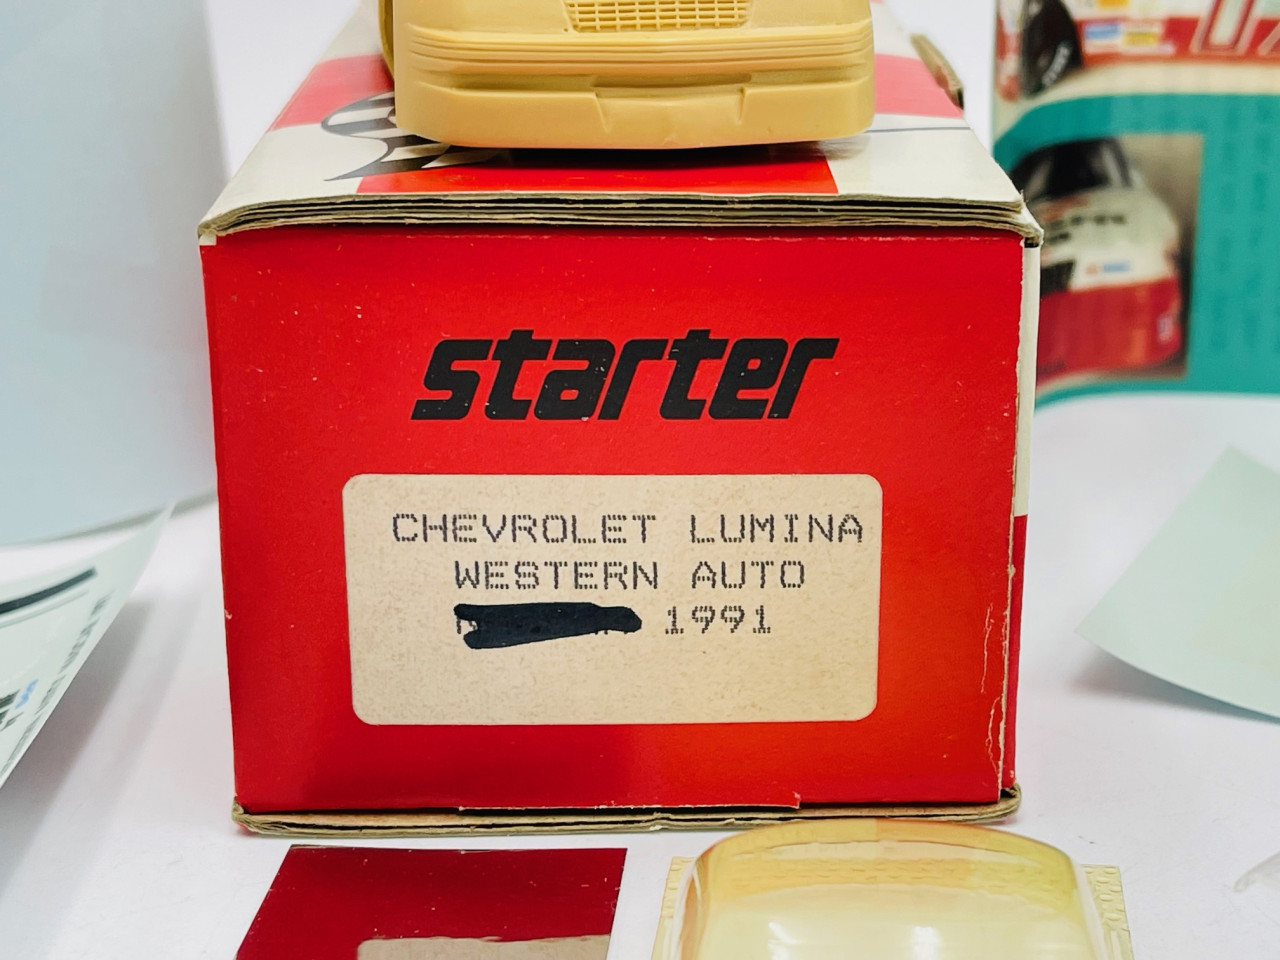 starter
CHEVROLET LUMINA
WESTERN AUTO
1991